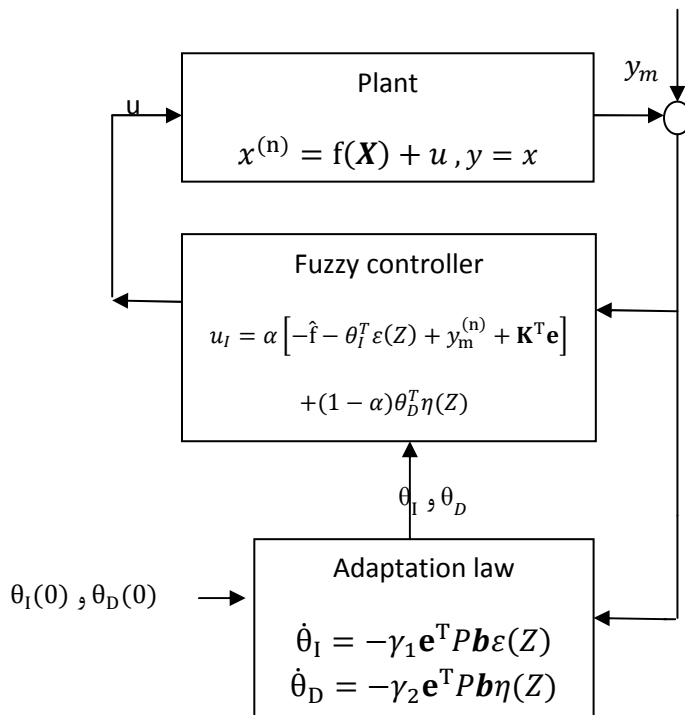 y_m
Plant
u
x^{(n)} = f(X) + u , y = x
Fuzzy controller
u_I = α [−f̂ − θ_I^T ε(Z) + y_m^{(n)} + K^T e]
+(1 − α)θ_D^T η(Z)
θ_I و θ_D
Adaptation law
θ_I(0) و θ_D(0)
θ̇_I = −γ_1 e^T P b ε(Z)
θ̇_D = −γ_2 e^T P b η(Z)